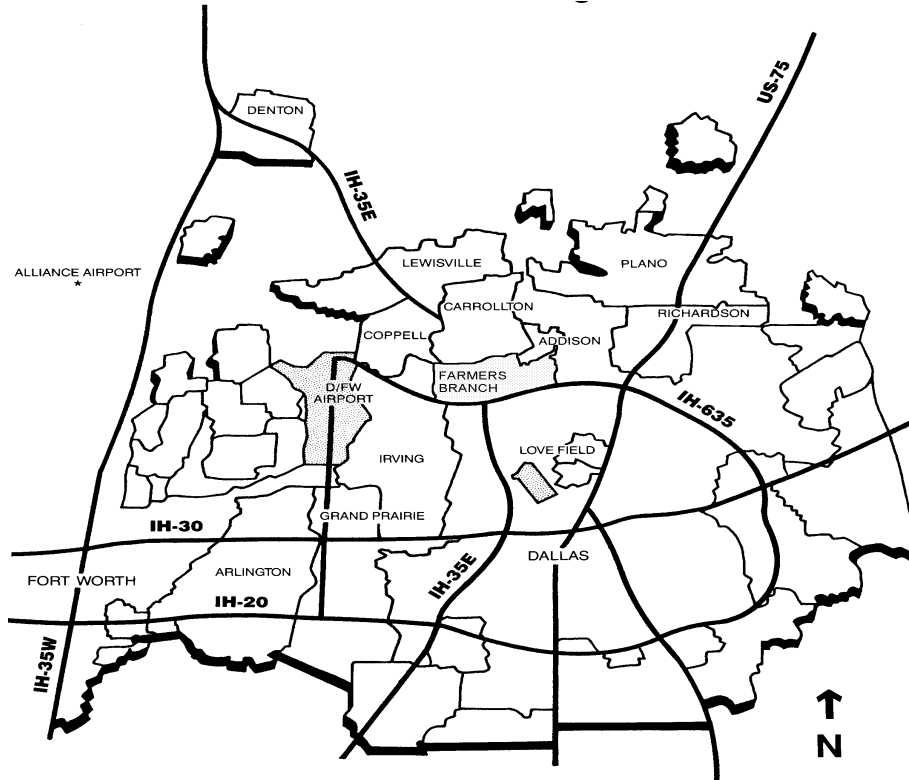 US-75
DENTON
IH-35E
LEWISVILLE
PLANO
ALLIANCE AIRPORT
*
CARROLLTON
RICHARDSON
COPPELL
ADDISON
FARMERS
BRANCH
D/FW
AIRPORT
IH-635
IRVING
LOVE FIELD
GRAND PRAIRIE
IH-30
DALLAS
FORT WORTH
ARLINGTON
IH-35E
IH-20
IH-35W
N